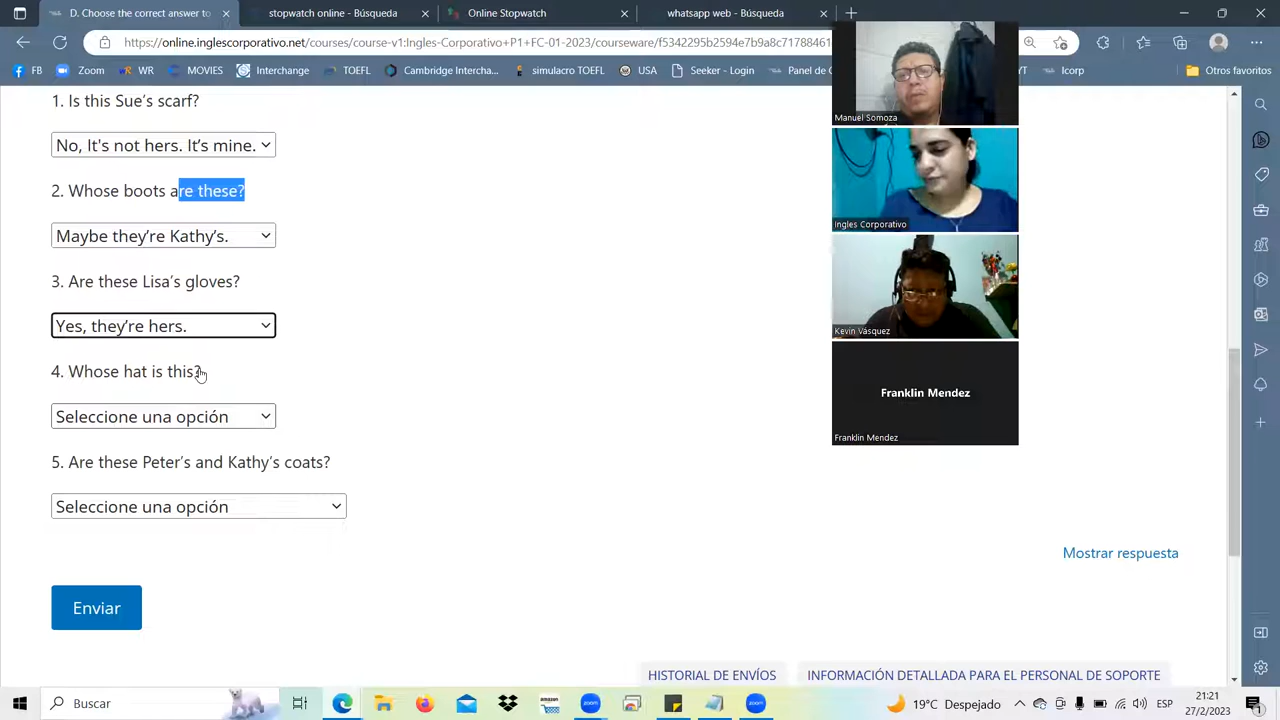 D. Choose the correct
stopwatch online - Búsqueda
Online Stopwatch
whatsapp web - Búsqueda
https://online.inglescorporativo.net/courses/course-v1:Ingles-Corporativo+P1+FC-01-2023/courseware/f5342295b2594e7b9a8c71788461
FB
Zoom
WR
MOVIES
Interchange
TOEFL
Cambridge Intercha...
simulacro TOEFL
USA
Seeker - Login
Páginas de
YT
Icorp
Otros favoritos
1. Is this Sue's scarf?
No, It's not hers. It's mine.
2. Whose boots are these?
Maybe they're Kathy's.
3. Are these Lisa's gloves?
Yes, they're hers.
4. Whose hat is this?
Seleccione una opción
5. Are these Peter's and Kathy's coats?
Seleccione una opción
Mostrar respuesta
Enviar
HISTORIAL DE ENVÍOS
INFORMACIÓN DETALLADA PARA EL PERSONAL DE SOPORTE
Manuel Somoza
Ingles Corporativo
Kevin Vásquez
Franklin Mendez
Franklin Mendez
Buscar
19°C Despejado
ESP
21:21
27/2/2023